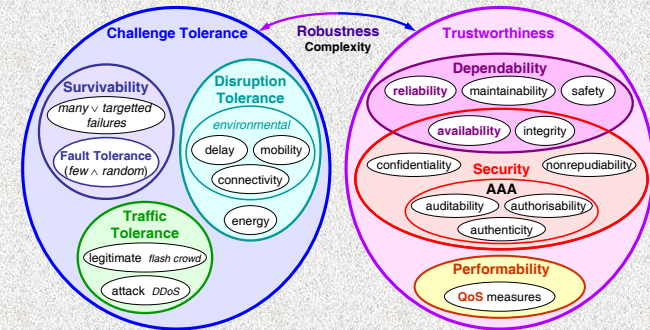 Challenge Tolerance
Robustness
Complexity
Trustworthiness
Survivability
many ∨ targetted
failures
Fault Tolerance
(few ∧ random)
Disruption
Tolerance
environmental
delay
mobility
connectivity
energy
Traffic
Tolerance
legitimate flash crowd
attack DDoS
Dependability
reliability
maintainability
safety
availability
integrity
confidentiality
nonrepudiability
Security
AAA
auditability
authorisability
authenticity
Performability
QoS measures